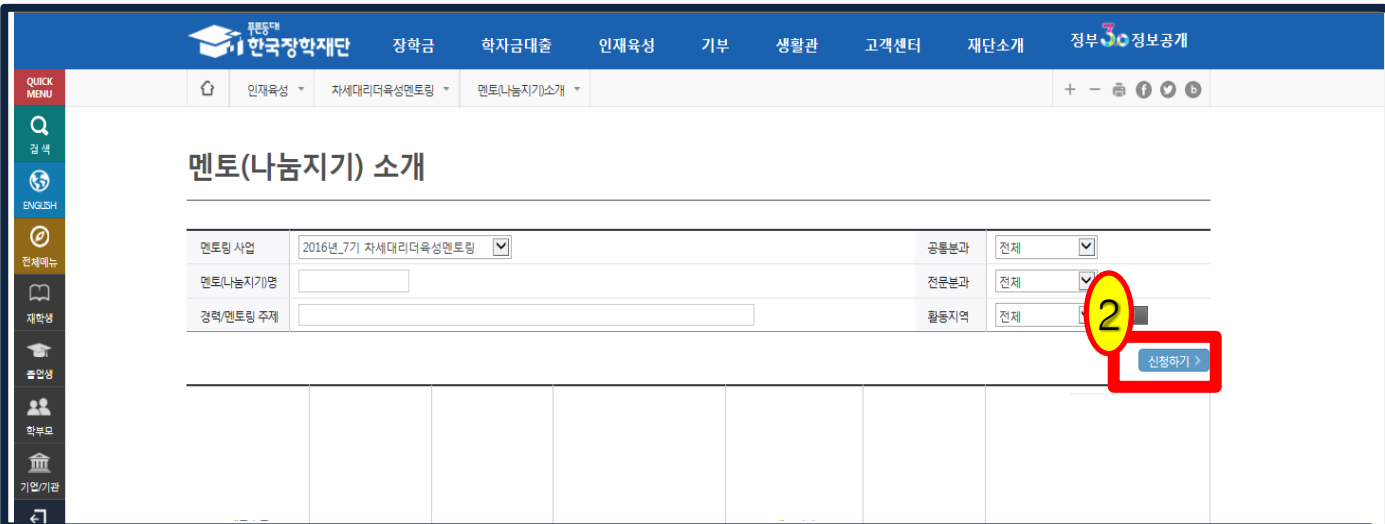 푸른등대
한국장학재단 장학금 학자금대출 인재육성 기부 생활관 고객센터 재단소개 정부3.0정보공개
QUICK MENU
인재육성 차세대리더육성멘토링 멘토(나눔지기)소개
검색
ENGLISH
전체메뉴
재학생
졸업생
학부모
기업/기관
멘토(나눔지기) 소개
멘토링 사업 2016년_7기 차세대리더육성멘토링 공통분과 전체
멘토(나눔지기)명 전문분과 전체
경력/멘토링 주제 활동지역 전체
2
신청하기 >